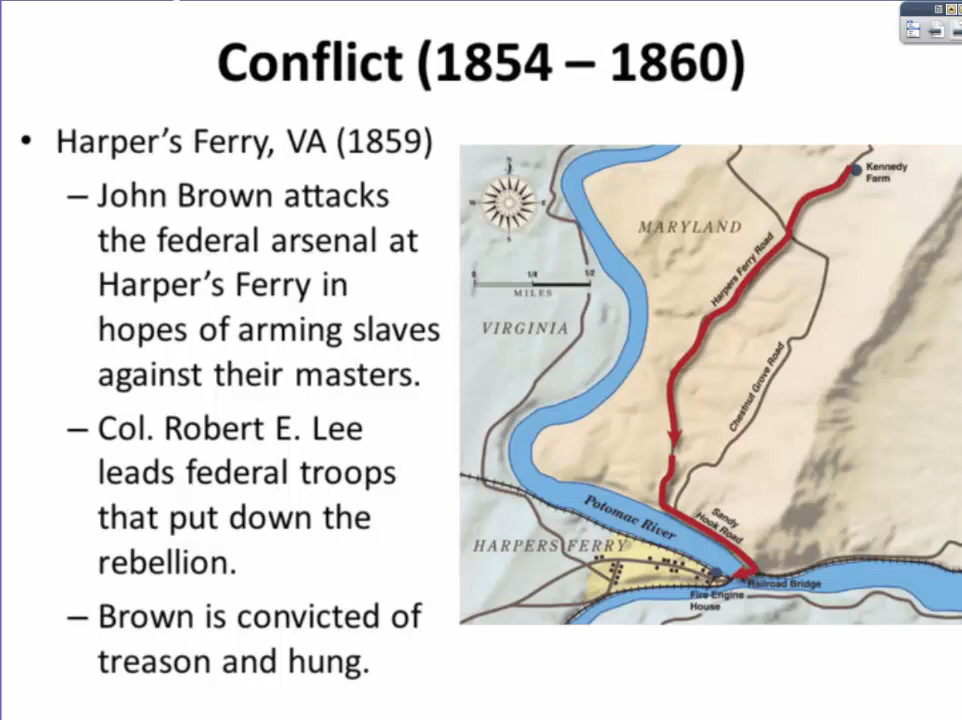 Conflict (1854 – 1860)
• Harper's Ferry, VA (1859)
– John Brown attacks
the federal arsenal at
Harper's Ferry in
hopes of arming slaves
against their masters.
– Col. Robert E. Lee
leads federal troops
that put down the
rebellion.
– Brown is convicted of
treason and hung.
N
W
E
S
0 1/4 1/2
MILES
VIRGINIA
MARYLAND
Kennedy
Farm
Harpers Ferry Road
Chestnut Grove Road
Potomac River
Sandy
Hook Road
HARPERS FERRY
Railroad Bridge
Fire Engine
House